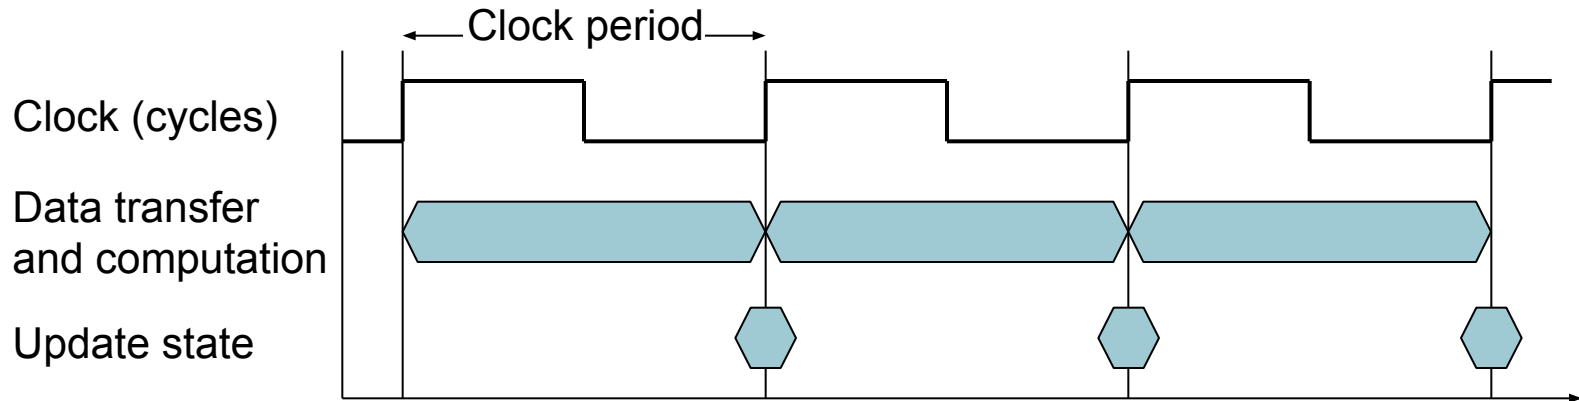 Clock period
Clock (cycles)
Data transfer
and computation
Update state